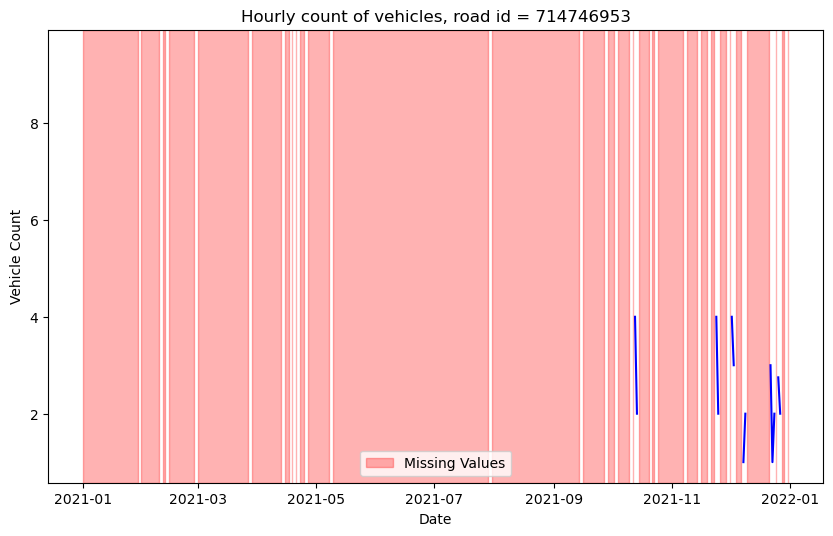 Hourly count of vehicles, road id = 714746953
8
6
4
2
Vehicle Count
Missing Values
2021-01 2021-03 2021-05 2021-07 2021-09 2021-11 2022-01
Date